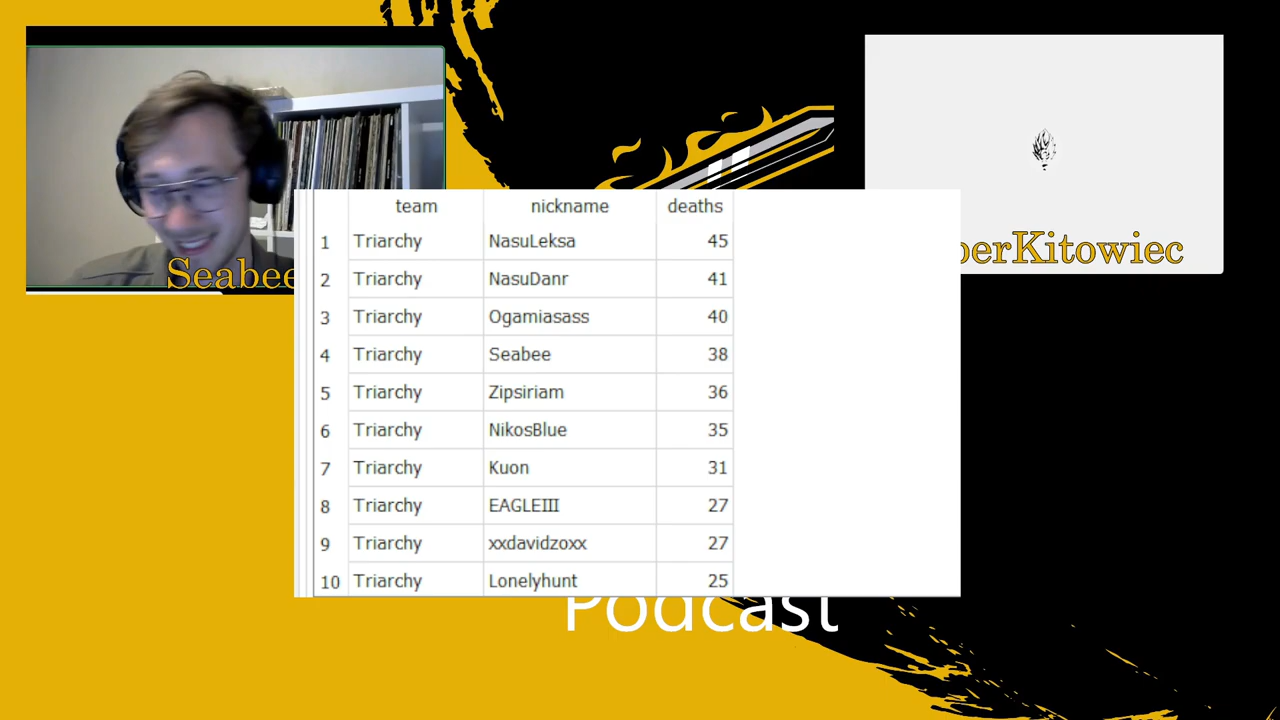 team nickname deaths
1 Triarchy NasuLeksa 45
2 Triarchy NasuDanr 41
3 Triarchy Ogamiasass 40
4 Triarchy Seabee 38
5 Triarchy Zipsiriam 36
6 Triarchy NikosBlue 35
7 Triarchy Kuon 31
8 Triarchy EAGLEIII 27
9 Triarchy xxdavidzoxx 27
10 Triarchy Lonelyhunt 25
Seabee
berKitowiec
Podcast